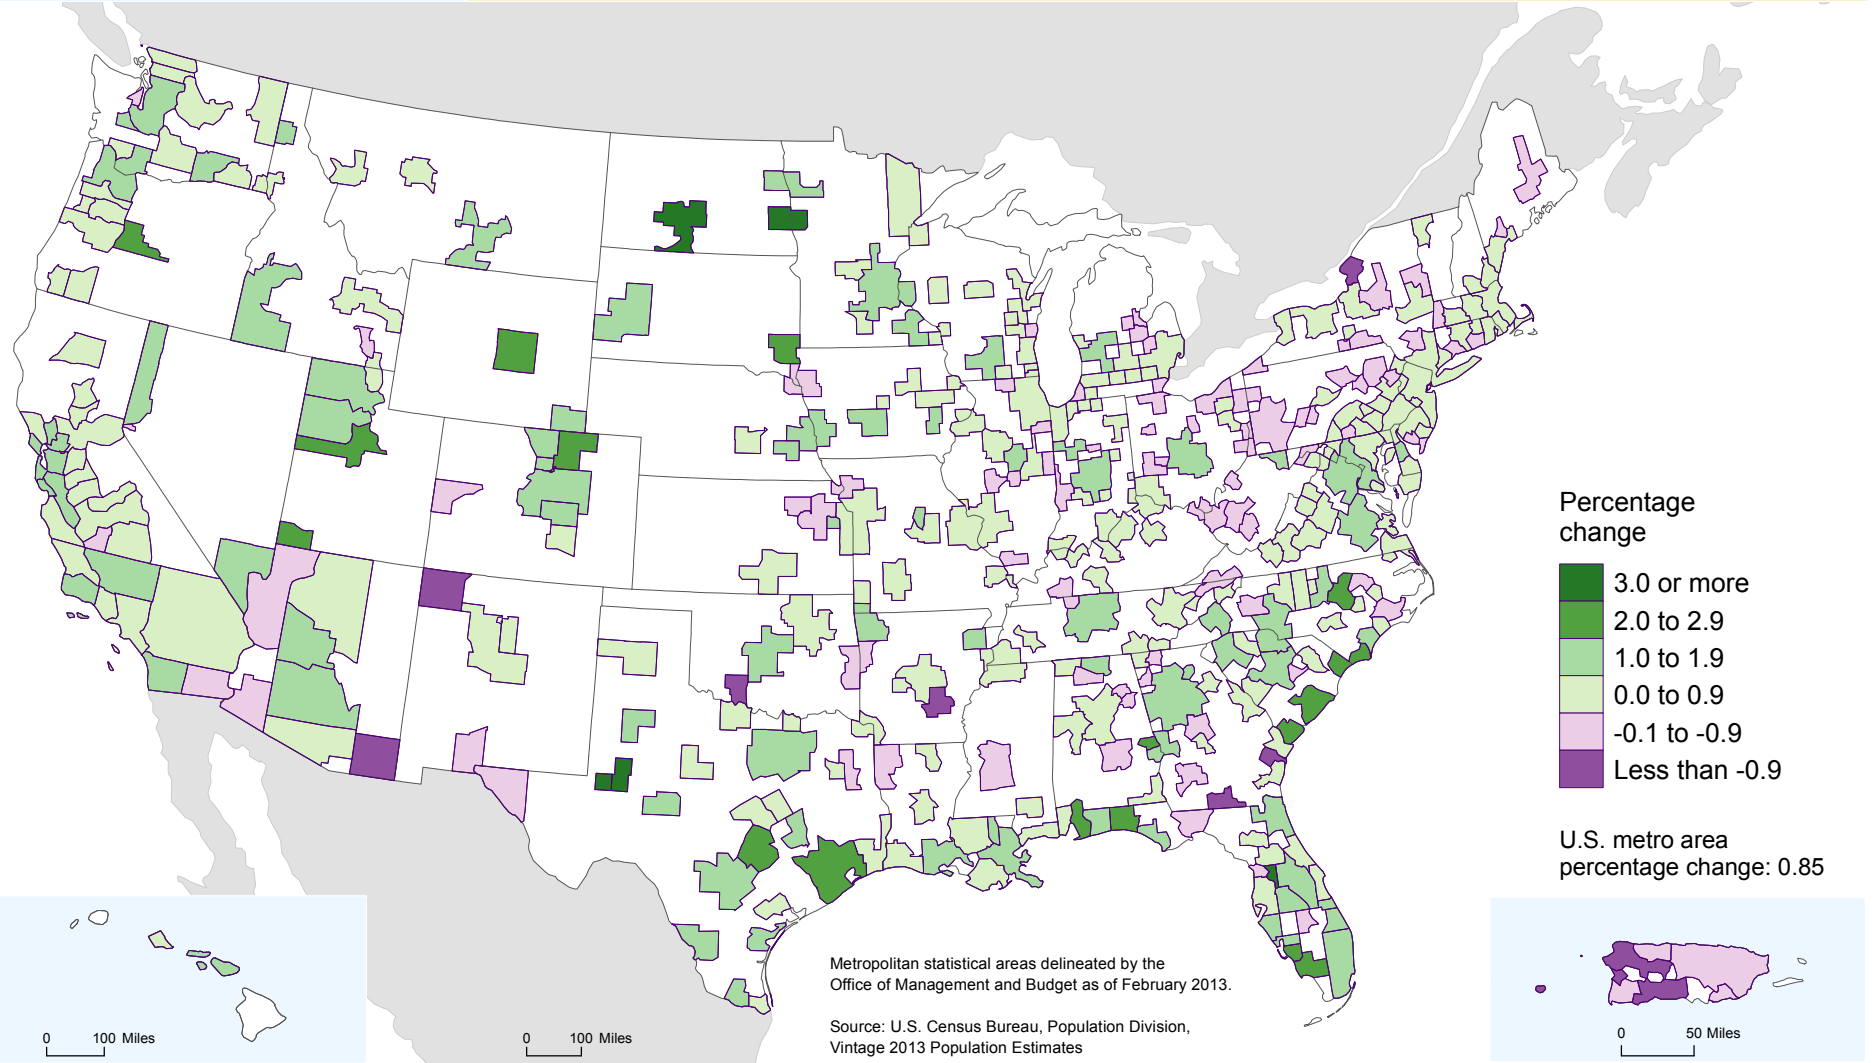 Percentage
change
3.0 or more
2.0 to 2.9
1.0 to 1.9
0.0 to 0.9
-0.1 to -0.9
Less than -0.9
U.S. metro area
percentage change: 0.85
Metropolitan statistical areas delineated by the
Office of Management and Budget as of February 2013.
Source: U.S. Census Bureau, Population Division,
Vintage 2013 Population Estimates
0 100 Miles
0 100 Miles
0 50 Miles